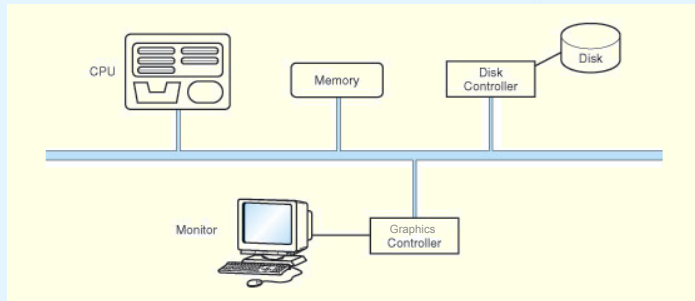 CPU
Memory
Disk
Controller
Disk
Monitor
Graphics
Controller